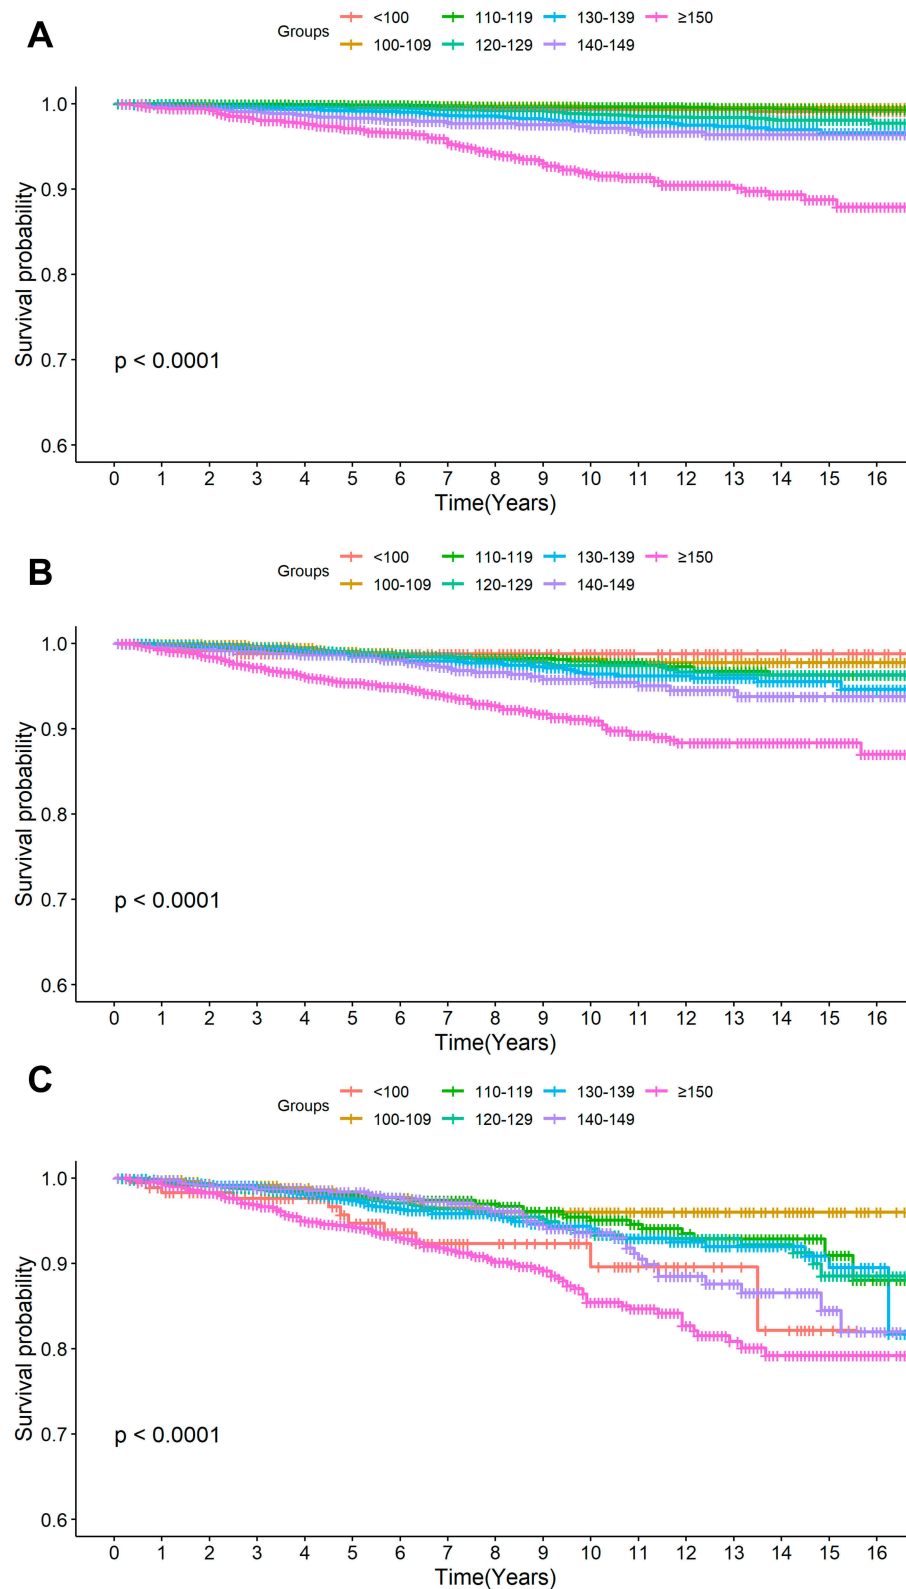 A
Groups
<100
110-119
130-139
≥150
100-109
120-129
140-149
Survival probability
1.0
0.9
0.8
0.7
0.6
p < 0.0001
0 1 2 3 4 5 6 7 8 9 10 11 12 13 14 15 16
Time(Years)
B
Groups
<100
110-119
130-139
≥150
100-109
120-129
140-149
Survival probability
1.0
0.9
0.8
0.7
0.6
p < 0.0001
0 1 2 3 4 5 6 7 8 9 10 11 12 13 14 15 16
Time(Years)
C
Groups
<100
110-119
130-139
≥150
100-109
120-129
140-149
Survival probability
1.0
0.9
0.8
0.7
0.6
p < 0.0001
0 1 2 3 4 5 6 7 8 9 10 11 12 13 14 15 16
Time(Years)